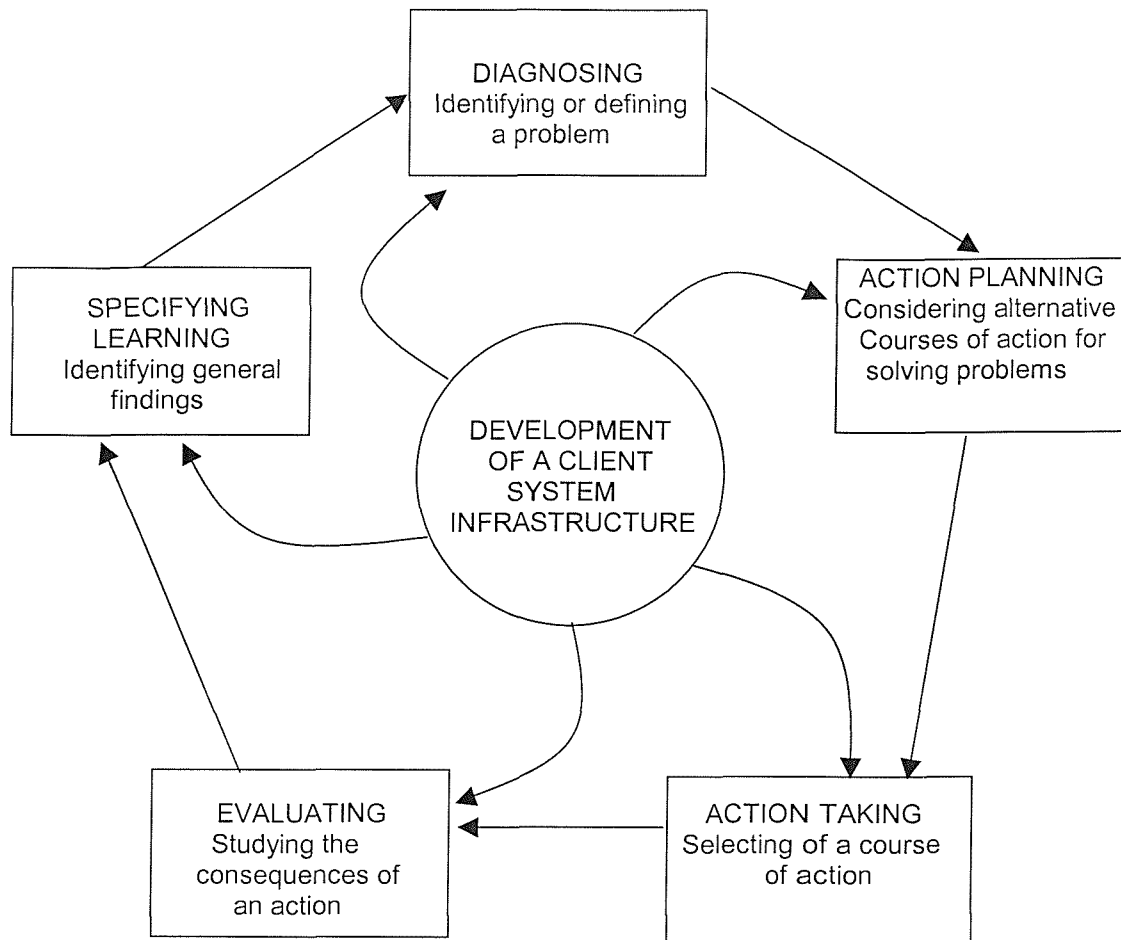 DIAGNOSING
Identifying or defining
a problem
ACTION PLANNING
Considering alternative
Courses of action for
solving problems
SPECIFYING
LEARNING
Identifying general
findings
DEVELOPMENT
OF A CLIENT
SYSTEM
INFRASTRUCTURE
EVALUATING
Studying the
consequences of
an action
ACTION TAKING
Selecting of a course
of action